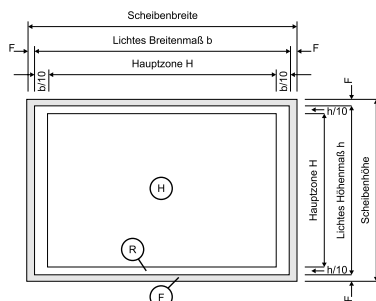 Scheibenbreite
F Lichtes Breitenmaß b F
Hauptzone H
b/10 b/10
F
h/10
H
Hauptzone H
Lichtes Höhenmaß h
Scheibenhöhe
R
h/10
F
F